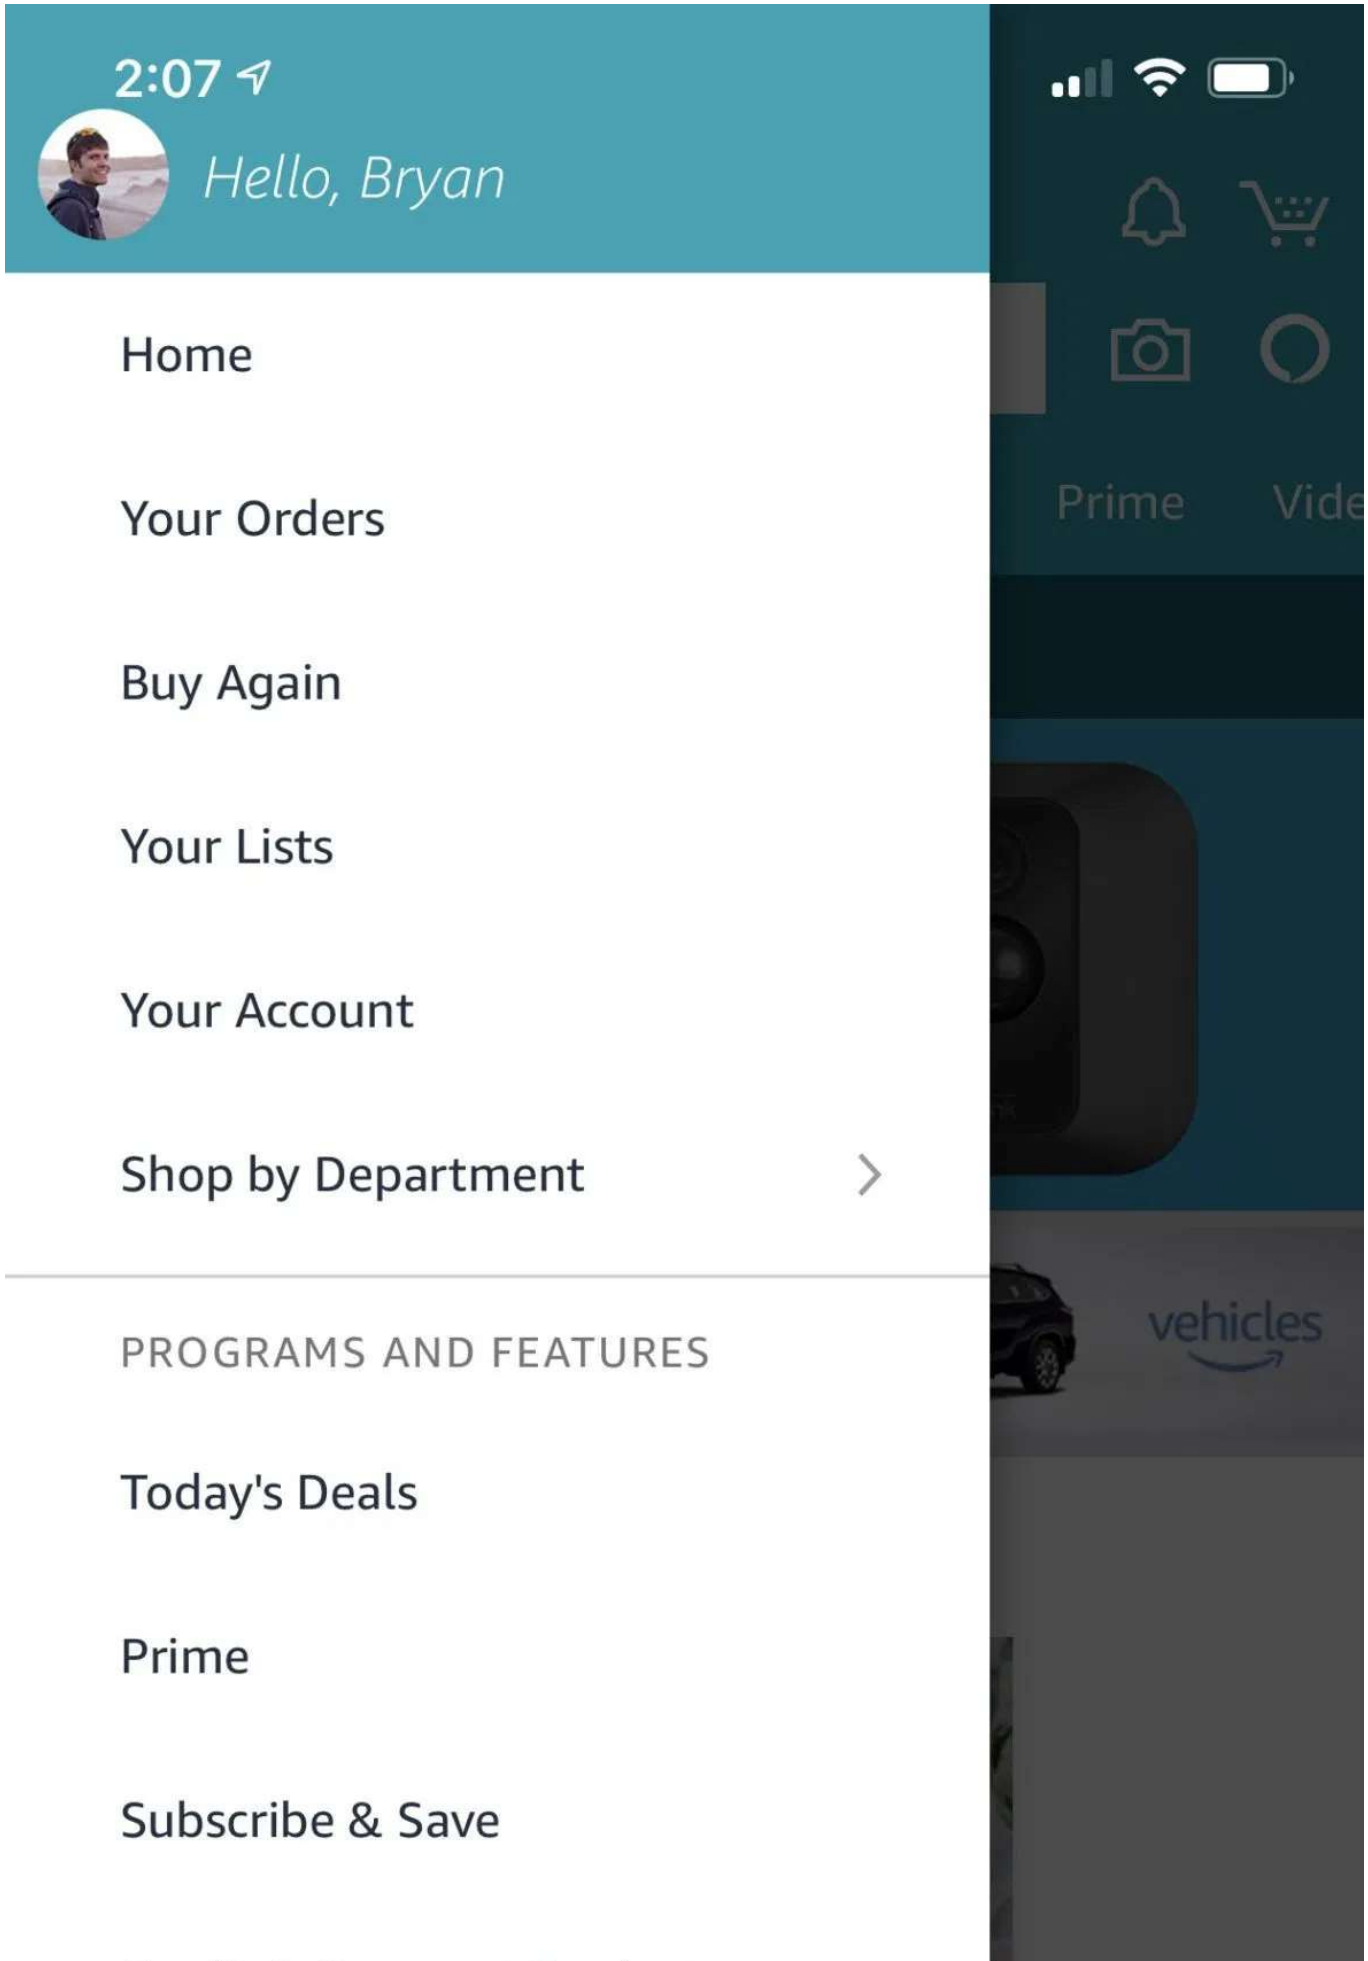 2:07
Hello, Bryan
Home
Your Orders
Prime
Vide
Buy Again
Your Lists
Your Account
Shop by Department
vehicles
PROGRAMS AND FEATURES
Today's Deals
Prime
Subscribe & Save